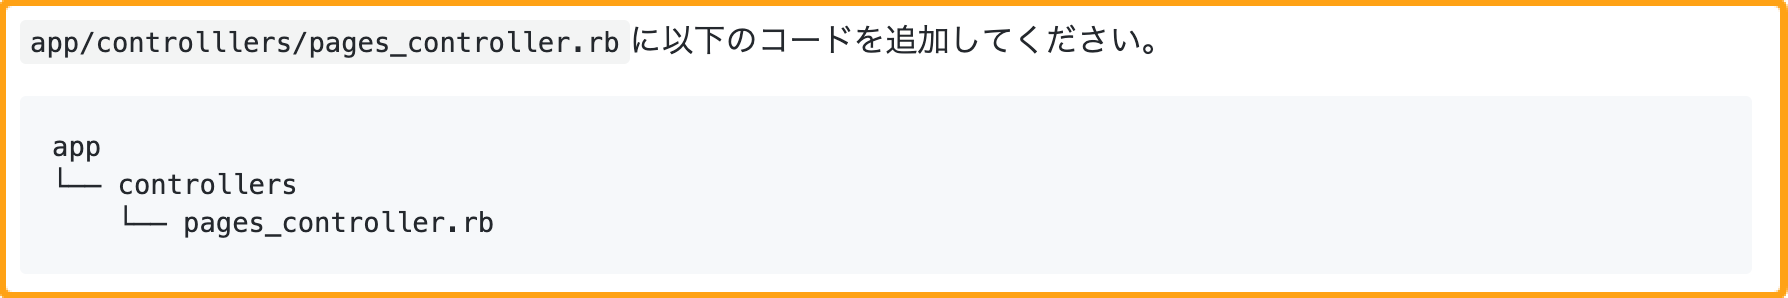 app/controlllers/pages_controller.rbに以下のコードを追加してください。
app
└── controllers
    └── pages_controller.rb